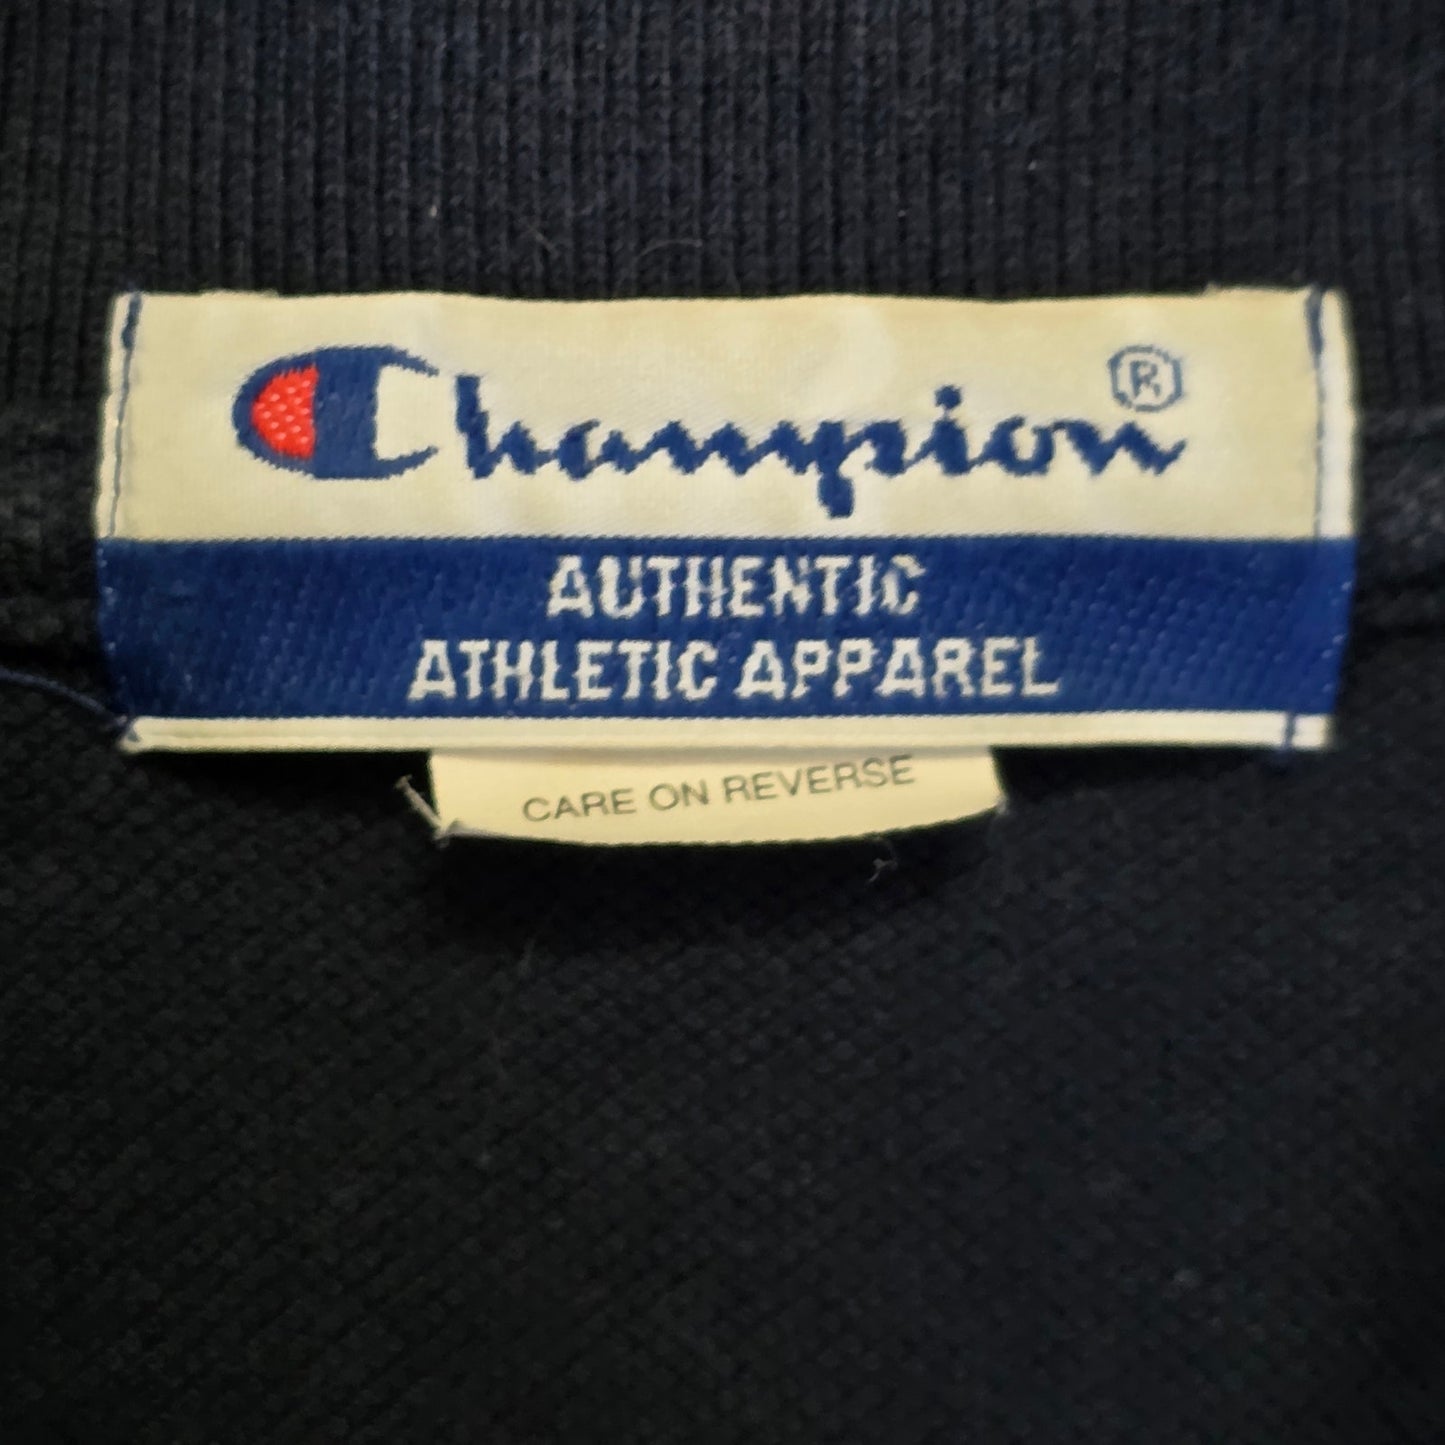 Champion®
AUTHENTIC
ATHLETIC APPAREL
CARE ON REVERSE